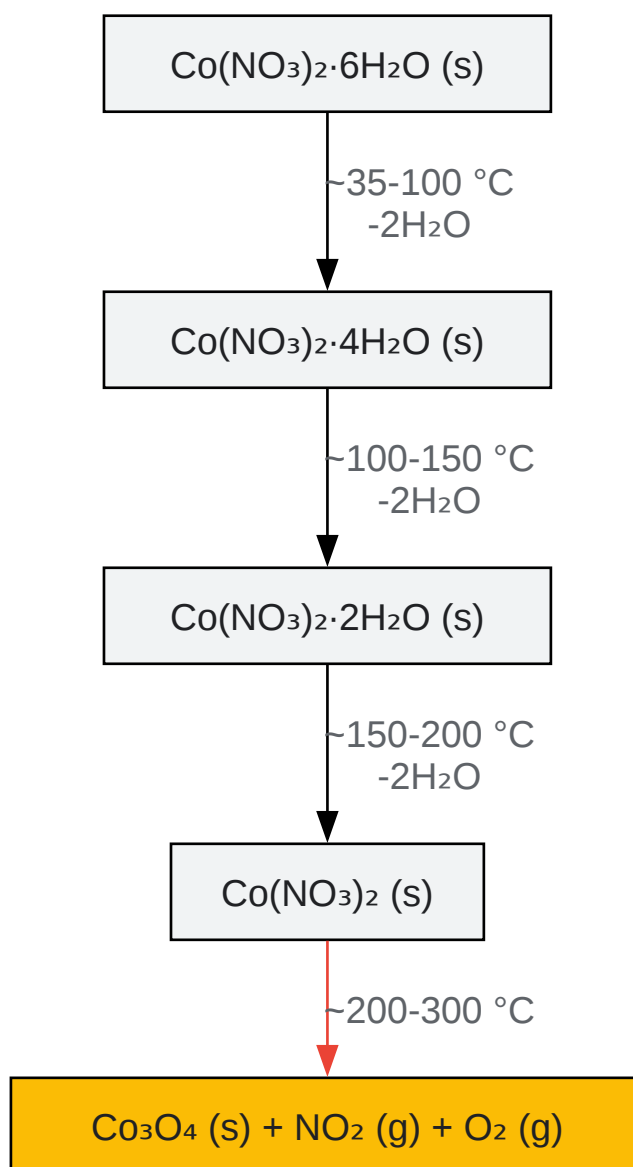 Co(NO₃)₂·6H₂O (s)
~35-100 °C
-2H₂O
Co(NO₃)₂·4H₂O (s)
~100-150 °C
-2H₂O
Co(NO₃)₂·2H₂O (s)
~150-200 °C
-2H₂O
Co(NO₃)₂ (s)
~200-300 °C
Co₃O₄ (s) + NO₂ (g) + O₂ (g)